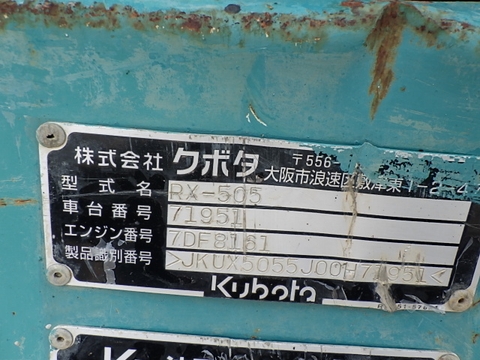 株式会社 クボタ 〒556-
大阪市浪速区敷津東1-2-4
型式名 RX-505
車台番号 71951
エンジン番号 7DF8181
製品識別番号 >JKUX5055J00H71951<
Kubota